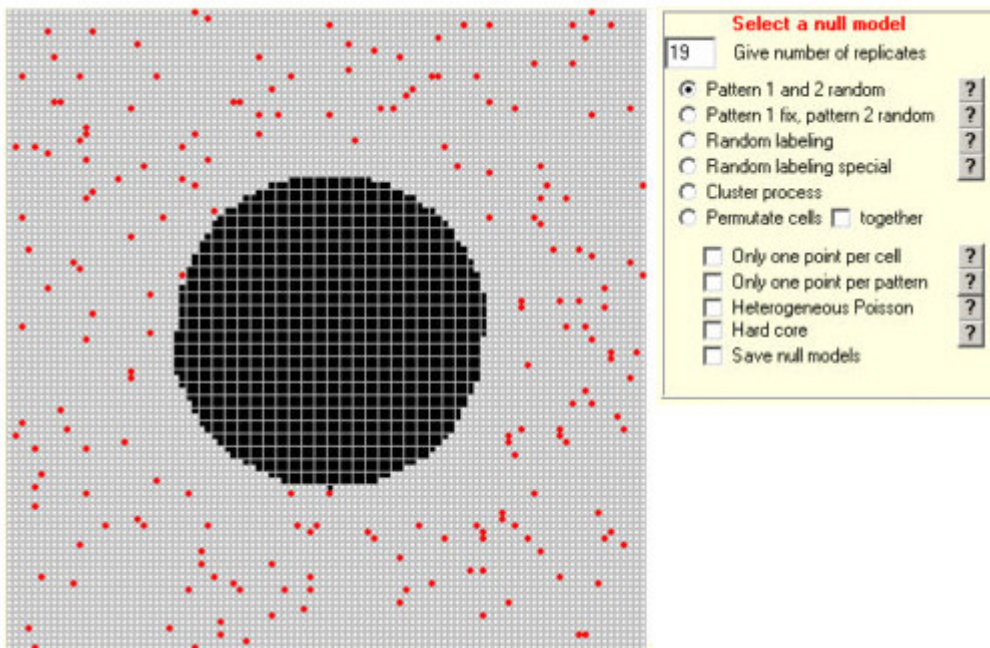 Select a null model
19 Give number of replicates
Pattern 1 and 2 random ?
Pattern 1 fix, pattern 2 random ?
Random labeling ?
Random labeling special ?
Cluster process
Permutate cells together
Only one point per cell ?
Only one point per pattern ?
Heterogeneous Poisson ?
Hard core ?
Save null models